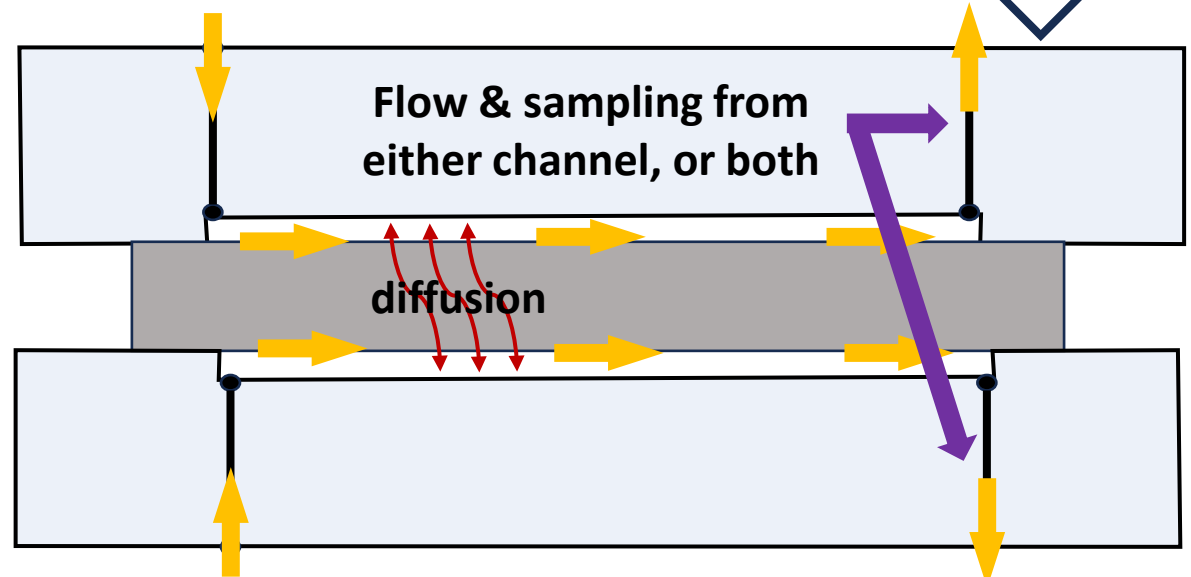 Flow & sampling from
either channel, or both
diffusion